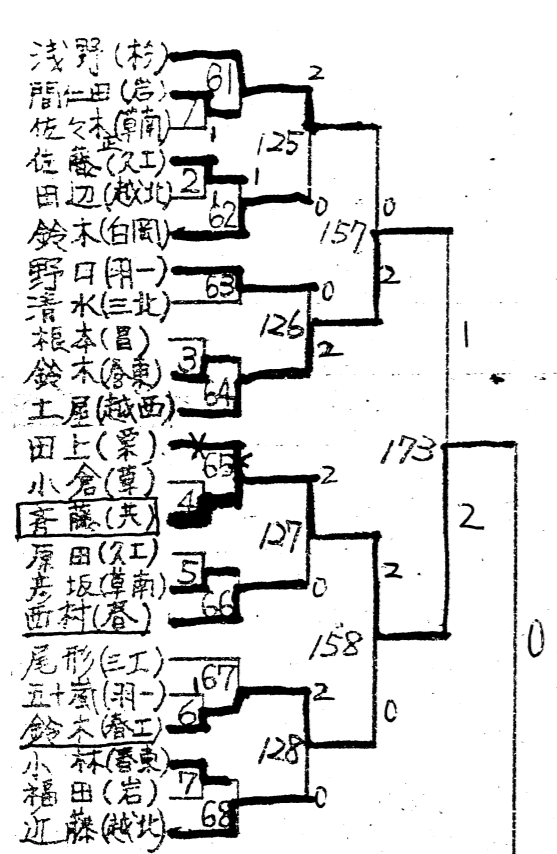 浅野(杉)
61
2
間仁田(岩)
1
佐々木正(草南)
1
125
佐藤(久工)
1
2
田辺(越北)
1
62
0
0
鈴木(白岡)
157
野口(羽一)
63
0
2
清水(三北)
126
根本(昌)
3
2
1
鈴木(春東)
64
土屋(越西)
田上(栄)
65
173
小倉(草)
4
2
斉藤(共)
127
2
原田(久工)
5
2
彦坂(草南)
66
0
西村(春)
158
0
尾形(三工)
67
五十嵐(羽一)
1
6
2
0
鈴木(春工)
128
小林(春東)
7
福田(岩)
0
68
近藤(越北)